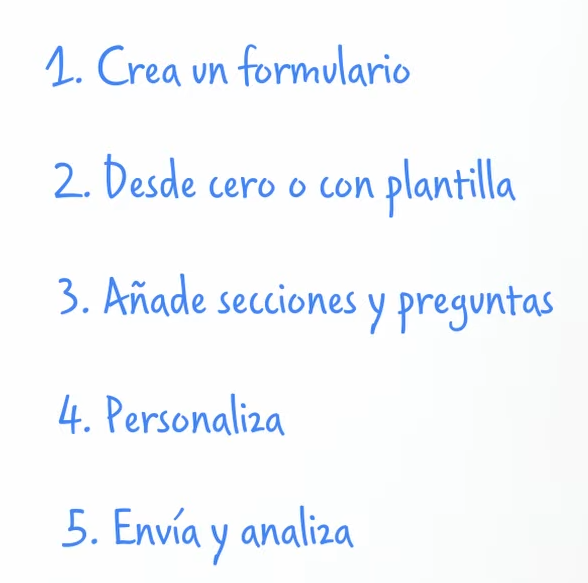 1. Crea un formulario
2. Desde cero o con plantilla
3. Añade secciones y preguntas
4. Personaliza
5. Envía y analiza